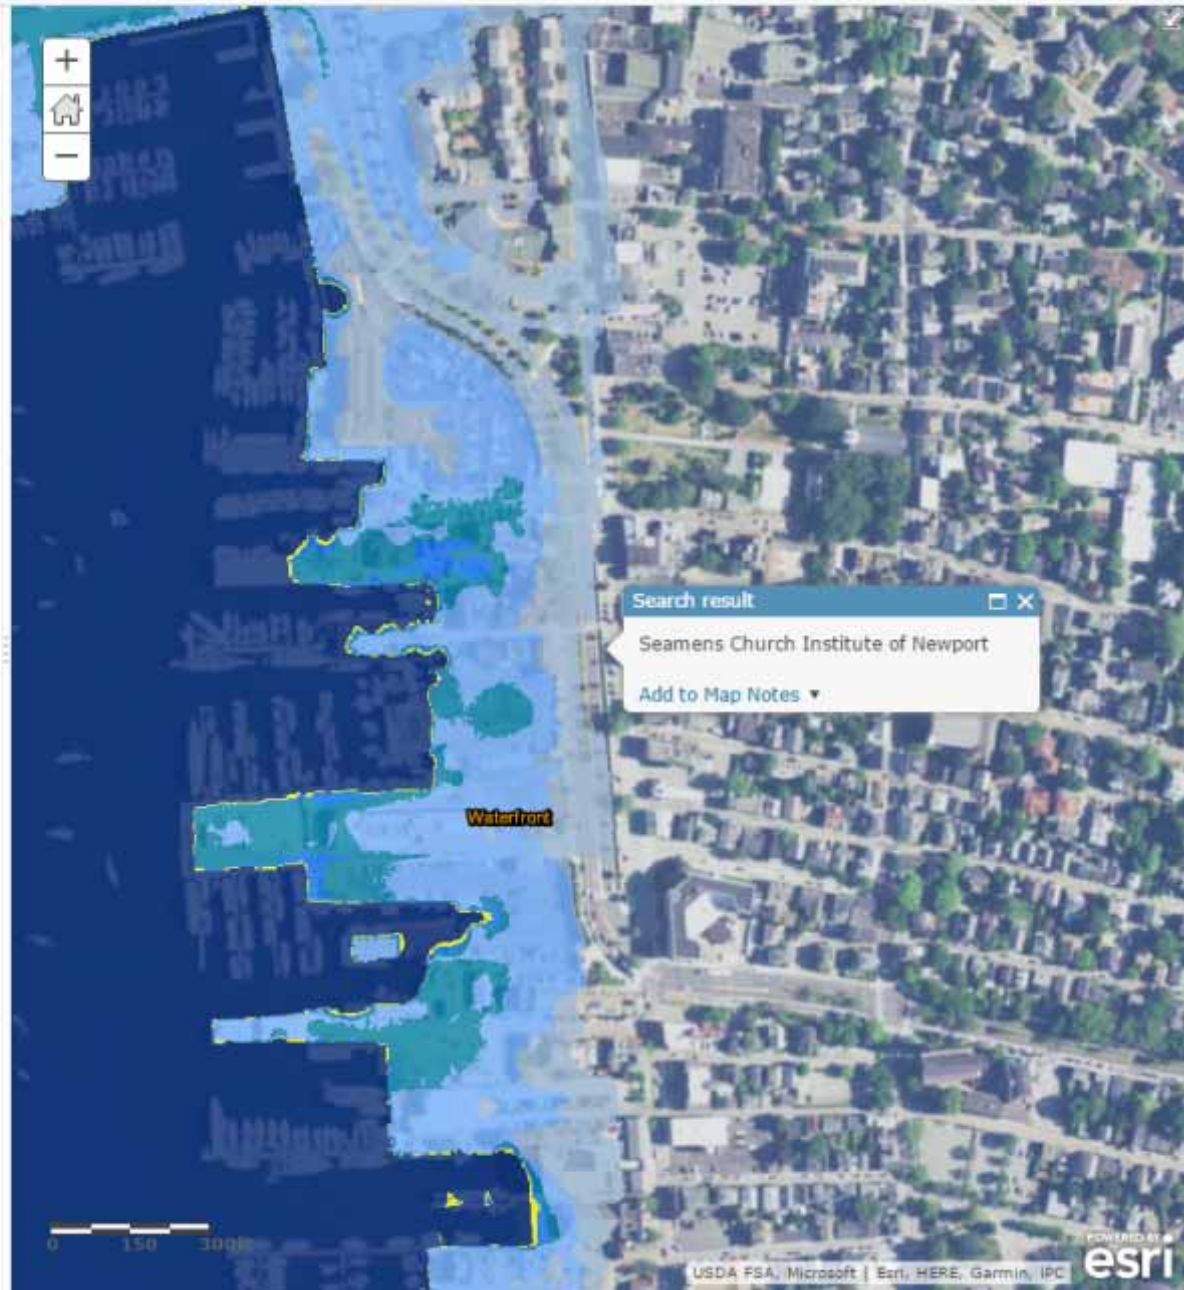 +
−
Search result
Seamens Church Institute of Newport
Add to Map Notes ▼
Waterfront
0 150 300ft
POWERED BY
esri
USDA FSA, Microsoft | Esri, HERE, Garmin, iPC